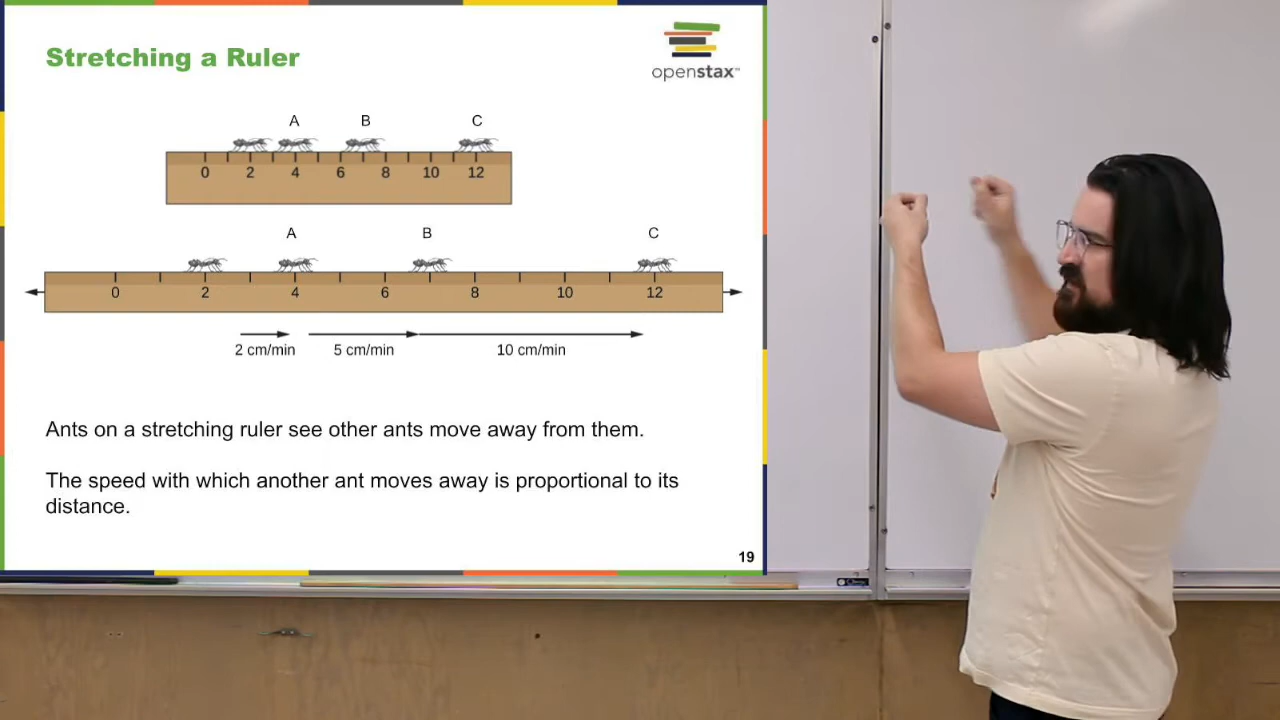 Stretching a Ruler
openstax™
A B C
0 2 4 6 8 10 12
A B C
0 2 4 6 8 10 12
2 cm/min 5 cm/min 10 cm/min
Ants on a stretching ruler see other ants move away from them.
The speed with which another ant moves away is proportional to its
distance.
19